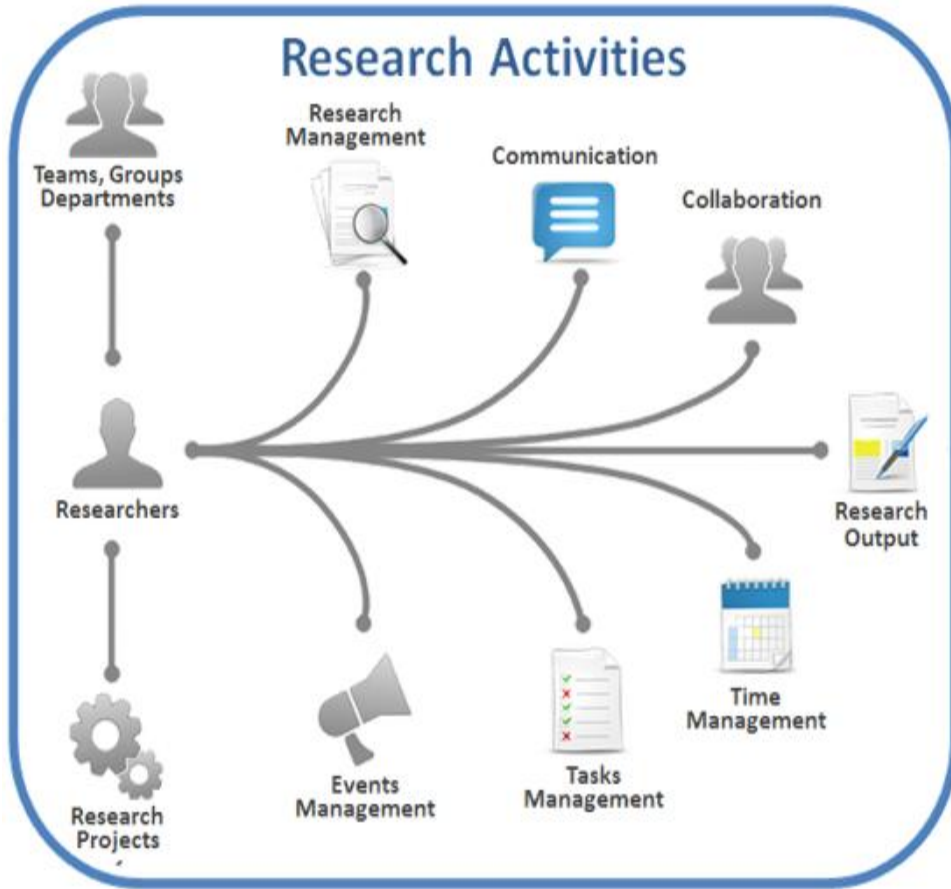 Research Activities
Teams, Groups
Departments
Research
Management
Communication
Collaboration
Researchers
Research
Output
Time
Management
Events
Management
Tasks
Management
Research
Projects